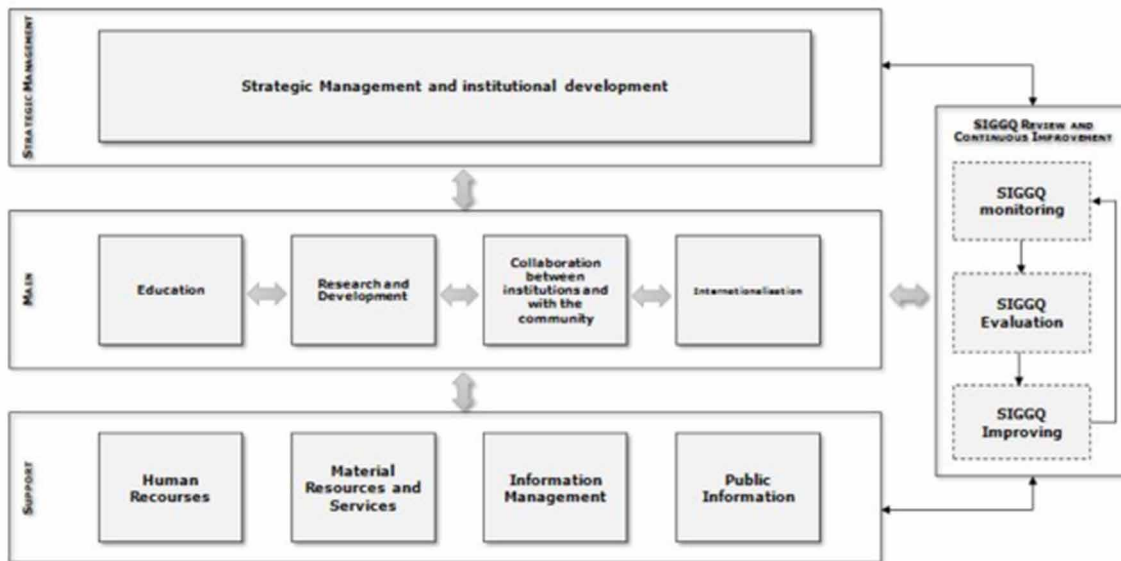 STRATEGIC MANAGEMENT
Strategic Management and institutional development
MAIN
Education
Research and
Development
Collaboration
between
institutions and
with the
community
Internationalisation
SUPPORT
Human
Recourses
Material
Resources and
Services
Information
Management
Public
Information
SIGGQ REVIEW AND
CONTINUOUS IMPROVEMENT
SIGGQ
monitoring
SIGGQ
Evaluation
SIGGQ
Improving